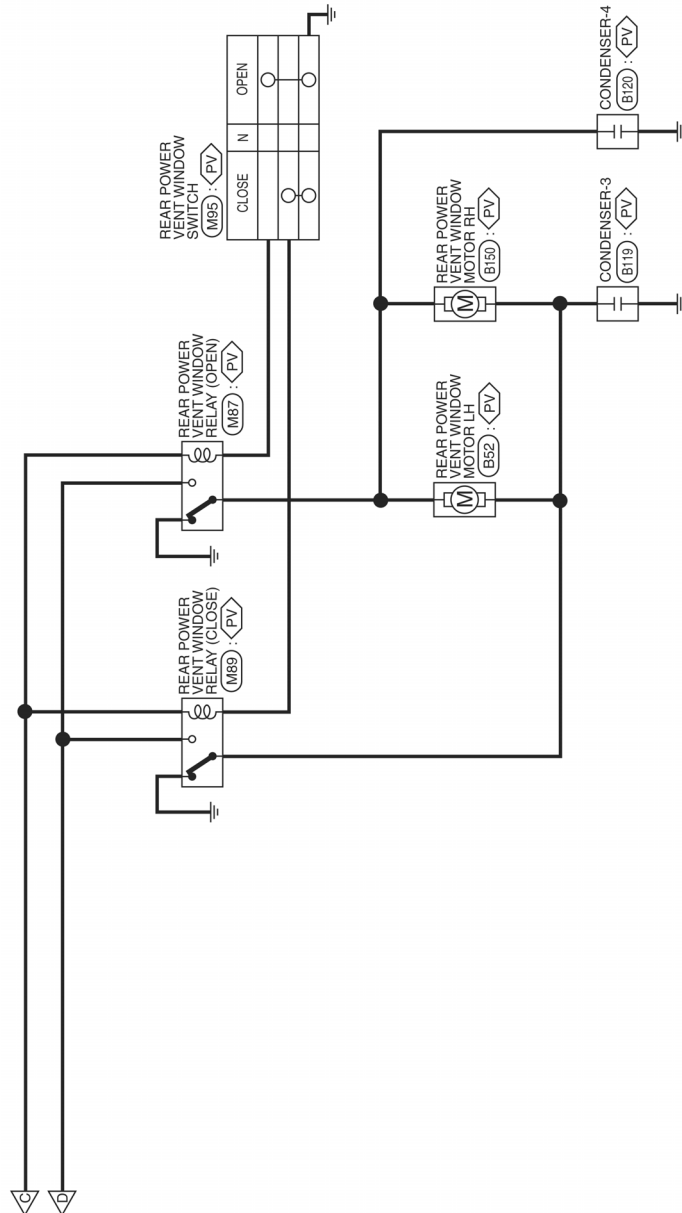 C
D
REAR POWER
VENT WINDOW
RELAY (CLOSE)
M89 : PV
REAR POWER
VENT WINDOW
RELAY (OPEN)
M87 : PV
REAR POWER
VENT WINDOW
SWITCH
M95 : PV
CLOSE
N
OPEN
REAR POWER
VENT WINDOW
MOTOR LH
B52 : PV
M
REAR POWER
VENT WINDOW
MOTOR RH
B150 : PV
M
CONDENSER-3
B119 : PV
CONDENSER-4
B120 : PV